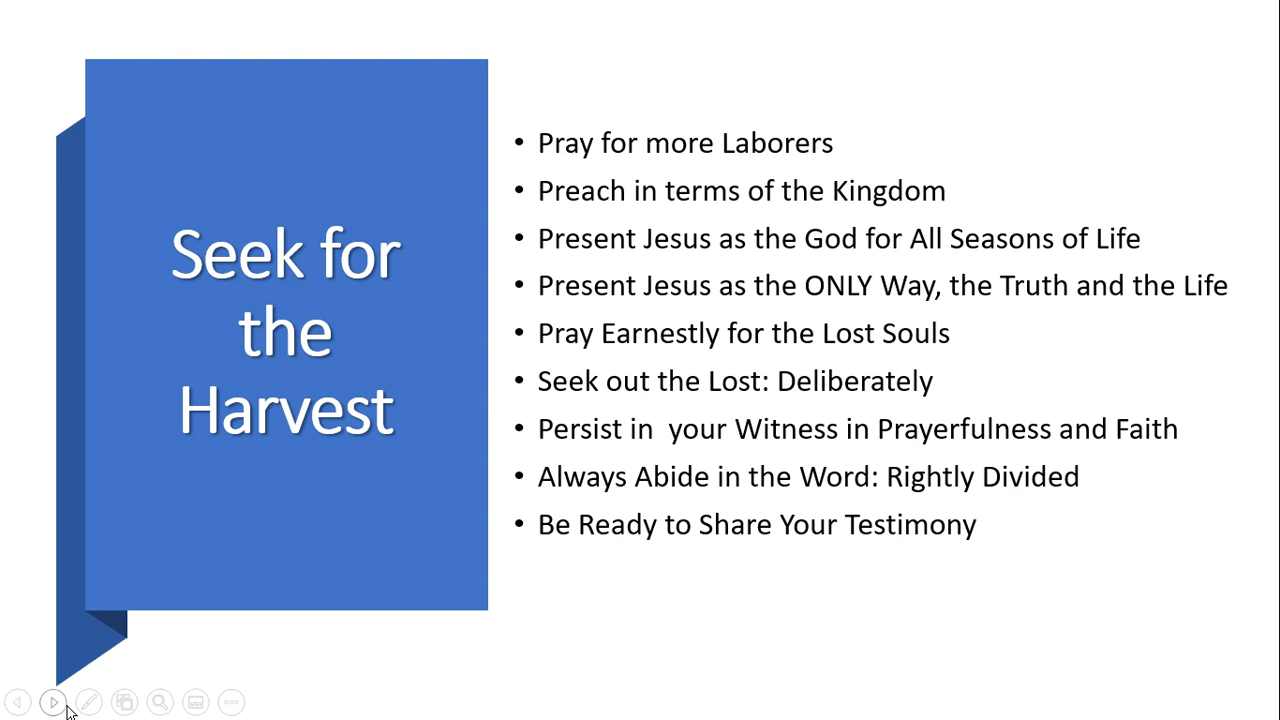 Seek for
the
Harvest
• Pray for more Laborers
• Preach in terms of the Kingdom
• Present Jesus as the God for All Seasons of Life
• Present Jesus as the ONLY Way, the Truth and the Life
• Pray Earnestly for the Lost Souls
• Seek out the Lost: Deliberately
• Persist in  your Witness in Prayerfulness and Faith
• Always Abide in the Word: Rightly Divided
• Be Ready to Share Your Testimony